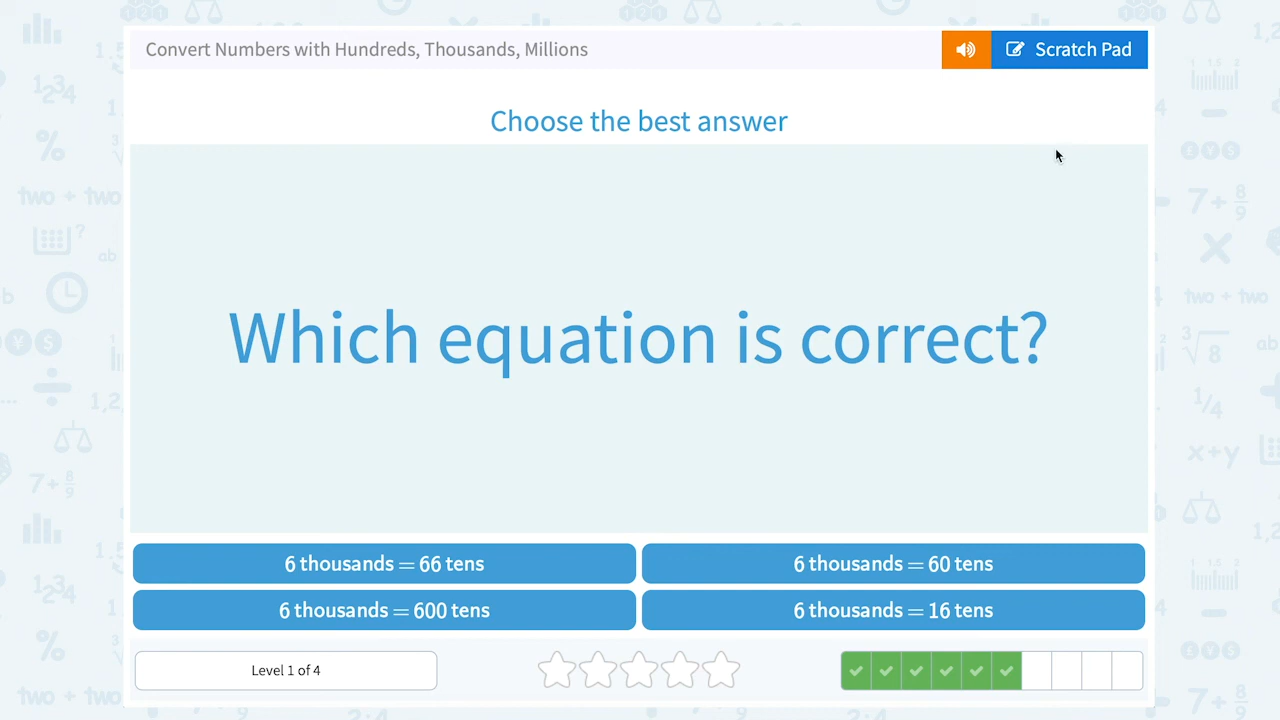 Convert Numbers with Hundreds, Thousands, Millions
Scratch Pad
Choose the best answer
Which equation is correct?
6 thousands = 66 tens
6 thousands = 60 tens
6 thousands = 600 tens
6 thousands = 16 tens
Level 1 of 4